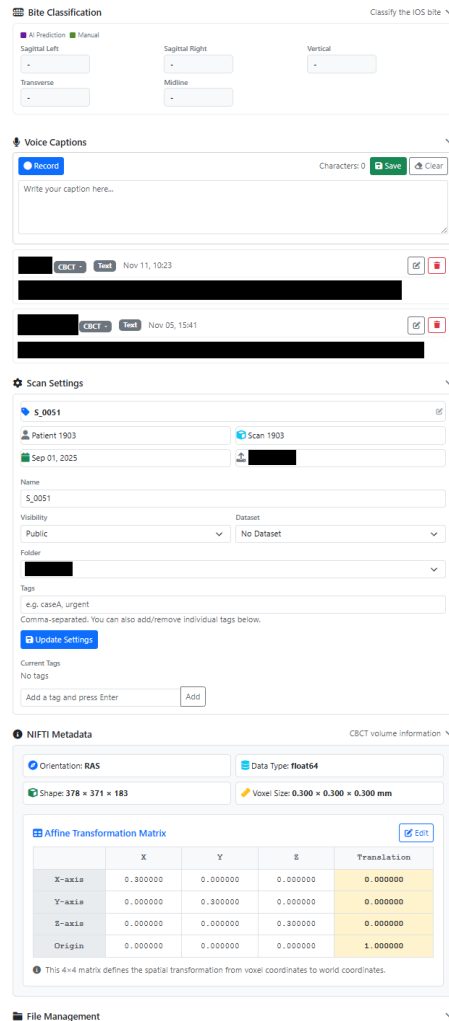 Bite Classification Classify the IOS bite
AI Prediction Manual
Sagittal Left Sagittal Right Vertical
- - -
Transverse Midline
- -
Voice Captions
Record Characters: 0 Save Clear
Write your caption here...
CBCT Text Nov 11, 10:23
CBCT Text Nov 05, 15:41
Scan Settings
S_0051
Patient 1903 Scan 1903
Sep 01, 2025
Name
S_0051
Visibility Dataset
Public No Dataset
Folder
Tags
e.g. caseA, urgent
Comma-separated. You can also add/remove individual tags below.
Update Settings
Current Tags
No tags
Add a tag and press Enter Add
NIFTI Metadata CBCT volume information
Orientation: RAS Data Type: float64
Shape: 378 × 371 × 183 Voxel Size: 0.300 × 0.300 × 0.300 mm
Affine Transformation Matrix Edit
X Y Z Translation
X-axis 0.300000 0.000000 0.000000 0.000000
Y-axis 0.000000 0.300000 0.000000 0.000000
Z-axis 0.000000 0.000000 0.300000 0.000000
Origin 0.000000 0.000000 0.000000 1.000000
This 4×4 matrix defines the spatial transformation from voxel coordinates to world coordinates.
File Management